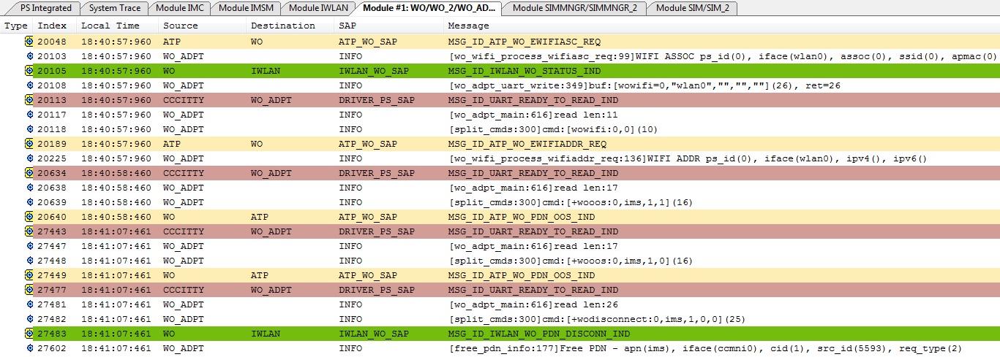 PS Integrated System Trace Module IMC Module IMSM Module IWLAN Module #1: WO/WO_2/WO_AD... Module SIMMNGR/SIMMNGR_2 Module SIM/SIM_2
Type Index Local Time Source Destination SAP Message
20048 18:40:57:960 ATP WO ATP_WO_SAP MSG_ID_ATP_WO_EWIFIASC_REQ
20103 18:40:57:960 WO_ADPT INFO [wo_wifi_process_wifiasc_req:99]WIFI ASSOC ps_id(0), iface(wlan0), assoc(0), ssid(0), apmac(0)
20105 18:40:57:960 WO IWLAN IWLAN_WO_SAP MSG_ID_IWLAN_WO_STATUS_IND
20108 18:40:57:960 WO_ADPT INFO [wo_adpt_uart_write:349]buf:[wowifi=0,"wlan0","","",""](26), ret=26
20113 18:40:57:960 CCCITTY WO_ADPT DRIVER_PS_SAP MSG_ID_UART_READY_TO_READ_IND
20117 18:40:57:960 WO_ADPT INFO [wo_adpt_main:616]read len:11
20118 18:40:57:960 WO_ADPT INFO [split_cmds:300]cmd:[wowifi:0,0](10)
20189 18:40:57:960 ATP WO ATP_WO_SAP MSG_ID_ATP_WO_EWIFIADDR_REQ
20225 18:40:57:960 WO_ADPT INFO [wo_wifi_process_wifiaddr_req:136]WIFI ADDR ps_id(0), iface(wlan0), ipv4(), ipv6()
20634 18:40:58:460 CCCITTY WO_ADPT DRIVER_PS_SAP MSG_ID_UART_READY_TO_READ_IND
20638 18:40:58:460 WO_ADPT INFO [wo_adpt_main:616]read len:17
20639 18:40:58:460 WO_ADPT INFO [split_cmds:300]cmd:[+wooos:0,ims,1,1](16)
20640 18:40:58:460 WO ATP ATP_WO_SAP MSG_ID_ATP_WO_PDN_OOS_IND
27443 18:41:07:461 CCCITTY WO_ADPT DRIVER_PS_SAP MSG_ID_UART_READY_TO_READ_IND
27447 18:41:07:461 WO_ADPT INFO [wo_adpt_main:616]read len:17
27448 18:41:07:461 WO_ADPT INFO [split_cmds:300]cmd:[+wooos:0,ims,1,0](16)
27449 18:41:07:461 WO ATP ATP_WO_SAP MSG_ID_ATP_WO_PDN_OOS_IND
27477 18:41:07:461 CCCITTY WO_ADPT DRIVER_PS_SAP MSG_ID_UART_READY_TO_READ_IND
27481 18:41:07:461 WO_ADPT INFO [wo_adpt_main:616]read len:26
27482 18:41:07:461 WO_ADPT INFO [split_cmds:300]cmd:[+wodisconnect:0,ims,1,0,0](25)
27483 18:41:07:461 WO IWLAN IWLAN_WO_SAP MSG_ID_IWLAN_WO_PDN_DISCONN_IND
27602 18:41:07:461 WO_ADPT INFO [free_pdn_info:177]Free PDN - apn(ims), iface(ccmni0), cid(1), src_id(5593), req_type(2)